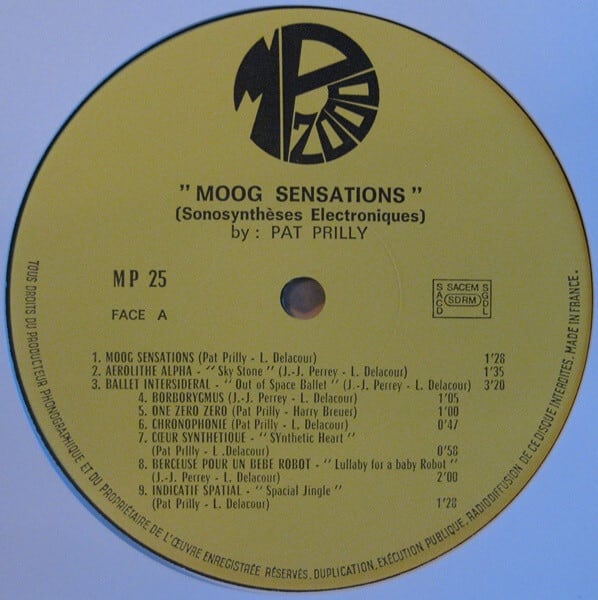 MP 2000
" MOOG SENSATIONS "
(Sonosynthèses Electroniques)
by : PAT PRILLY
MP 25
FACE A
SACD SACEM SDRM SGDL
1. MOOG SENSATIONS (Pat Prilly - L. Delacour) 1'28
2. AEROLITHE ALPHA - " Sky Stone " (J.-J. Perrey - L. Delacour) 1'35
3. BALLET INTERSIDERAL - " Out of Space Ballet " (J.-J. Perrey - L. Delacour) 3'20
4. BORBORYGMUS (J.-J. Perrey - L. Delacour) 1'05
5. ONE ZERO ZERO (Pat Prilly - Harry Breuer) 1'00
6. CHRONOPHONIE (Pat Prilly - L. Delacour) 0'47
7. CŒUR SYNTHETIQUE - " SYnthetic Heart "
(Pat Prilly - L .Delacour) 0'58
8. BERCEUSE POUR UN BEBE ROBOT - " Lullaby for a baby Robot "
(J.-J. Perrey - L. Delacour) 2'00
9. INDICATIF SPATIAL - " Spacial Jingle "
(Pat Prilly - L. Delacour) 1'28
TOUS DROITS DU PRODUCTEUR PHONOGRAPHIQUE ET DU PROPRIÉTAIRE DE L'ŒUVRE ENREGISTRÉE RÉSERVÉS, DUPLICATION, EXÉCUTION PUBLIQUE, RADIODIFFUSION DE CE DISQUE INTERDITES, MADE IN FRANCE.